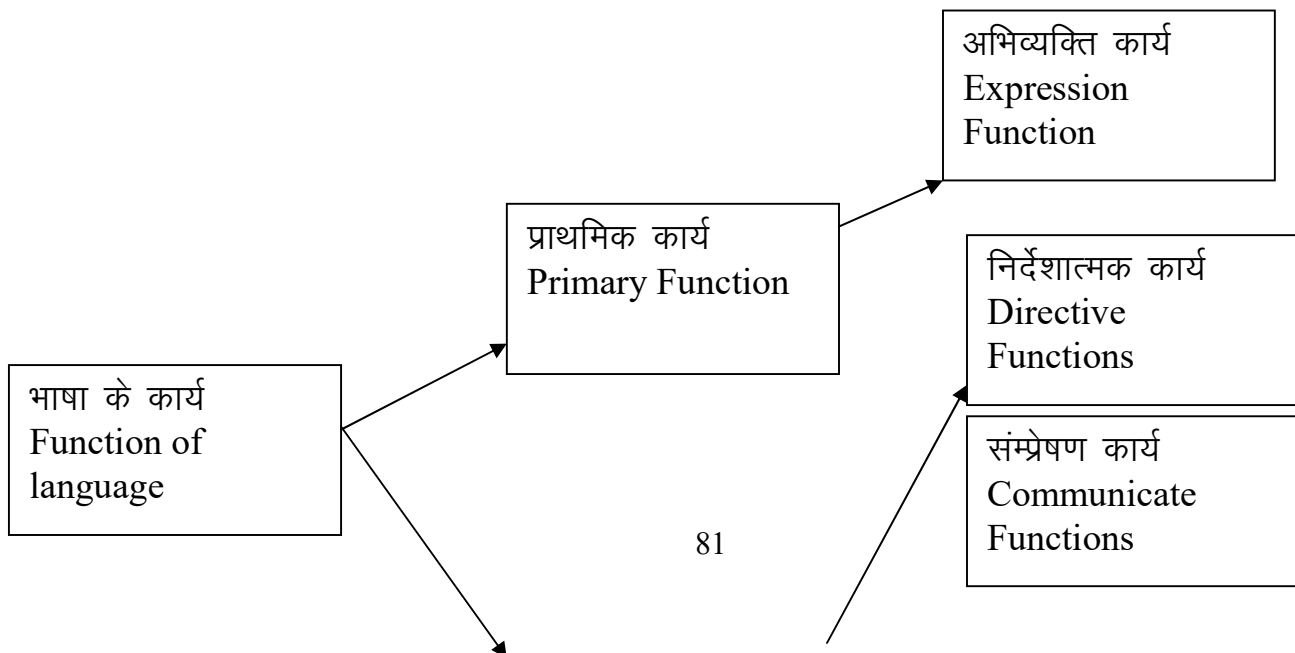 अभिव्यक्ति कार्य
Expression
Function
प्राथमिक कार्य
Primary Function
निर्देशात्मक कार्य
Directive
Functions
भाषा के कार्य
Function of
language
संम्प्रेषण कार्य
Communicate
Functions
81